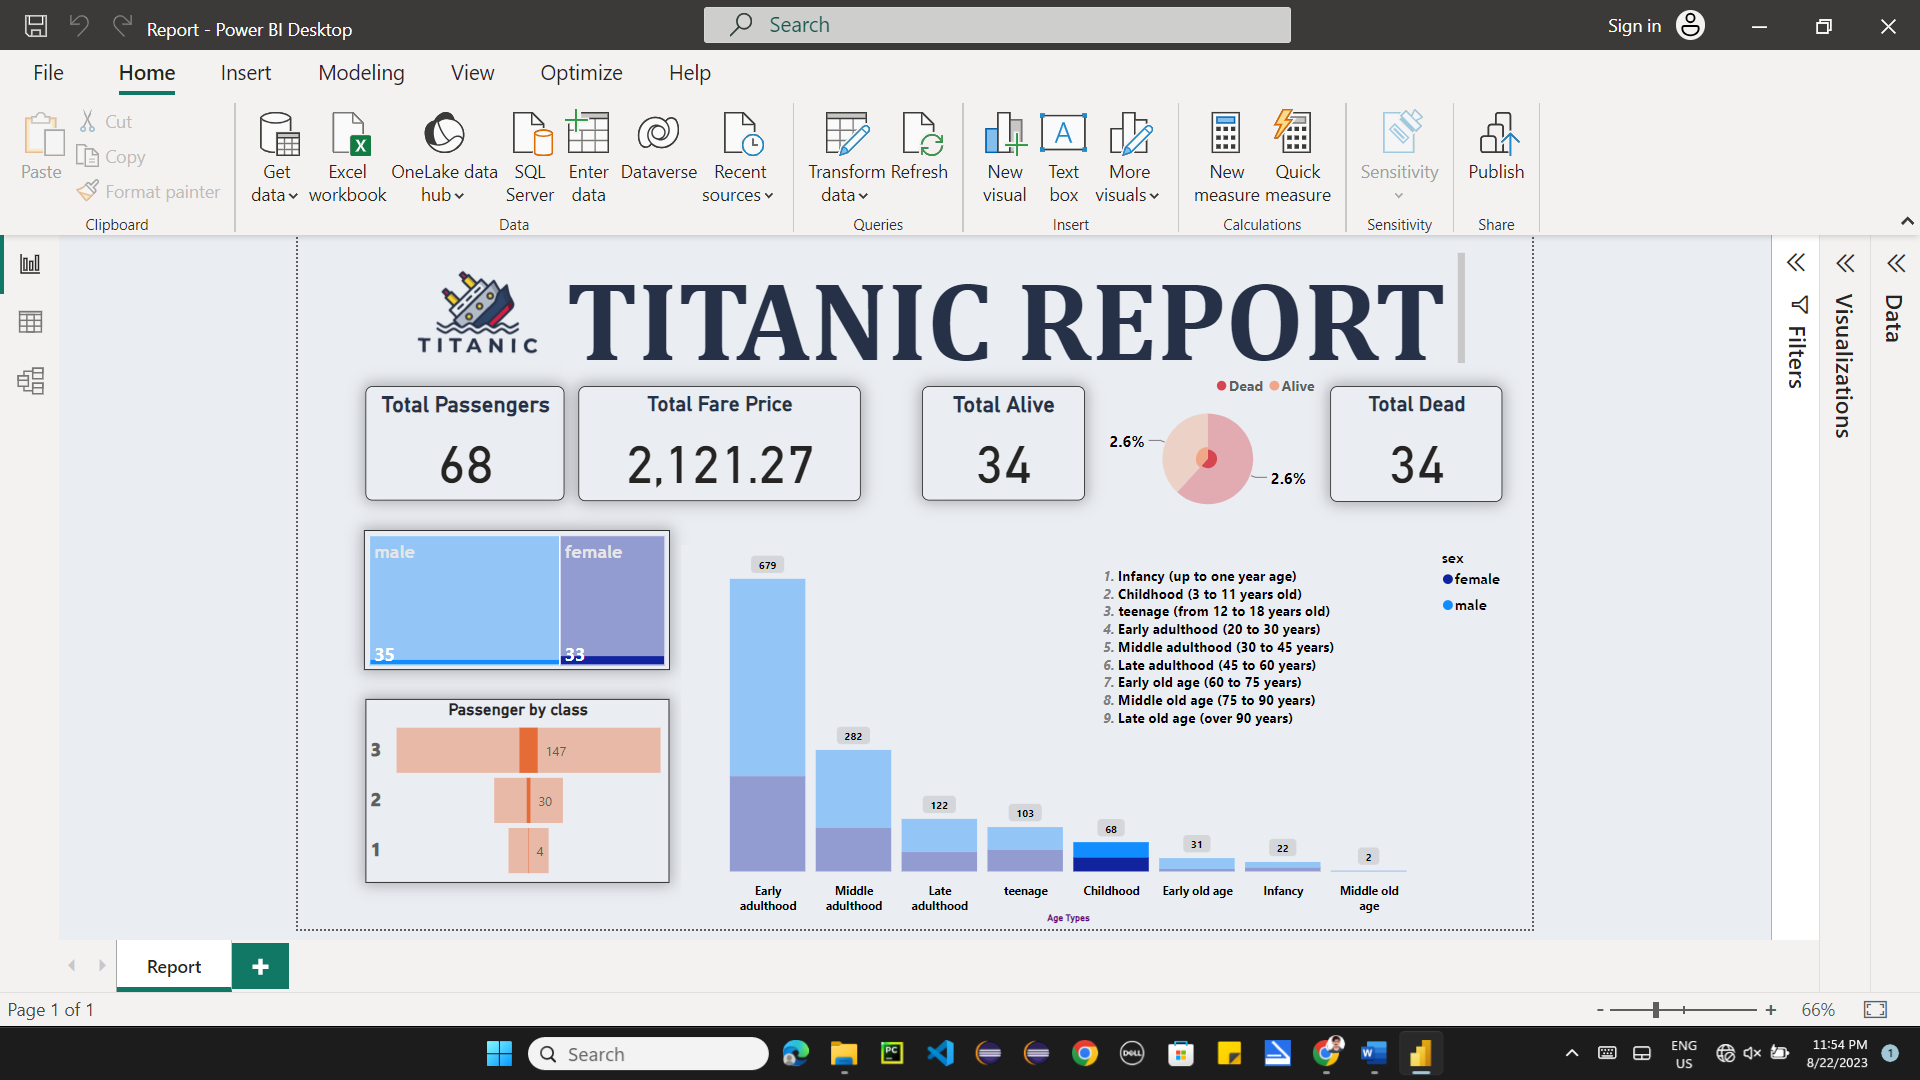 Report - Power BI Desktop
Search
Sign in
File Home Insert Modeling View Optimize Help
Paste
Cut
Copy
Format painter
Clipboard
Get data
Excel workbook
OneLake data hub
SQL Server
Enter data
Dataverse
Recent sources
Data
Transform data
Refresh
Queries
New visual
Text box
More visuals
Insert
New measure
Quick measure
Calculations
Sensitivity
Sensitivity
Publish
Share
TITANIC
TITANIC REPORT
Total Passengers
68
Total Fare Price
2,121.27
Total Alive
34
Dead Alive
2.6%
2.6%
Total Dead
34
male
35
female
33
Passenger by class
3 147
2 30
1 4
679
282
122
103
68
31
22
2
Early adulthood
Middle adulthood
Late adulthood
teenage
Childhood
Early old age
Infancy
Middle old age
Age Types
1. Infancy (up to one year age)
2. Childhood (3 to 11 years old)
3. teenage (from 12 to 18 years old)
4. Early adulthood (20 to 30 years)
5. Middle adulthood (30 to 45 years)
6. Late adulthood (45 to 60 years)
7. Early old age (60 to 75 years)
8. Middle old age (75 to 90 years)
9. Late old age (over 90 years)
sex
female
male
Filters
Visualizations
Data
Report
Page 1 of 1
66%
Search
PC
DELL
W
ENG
US
11:54 PM
8/22/2023
1